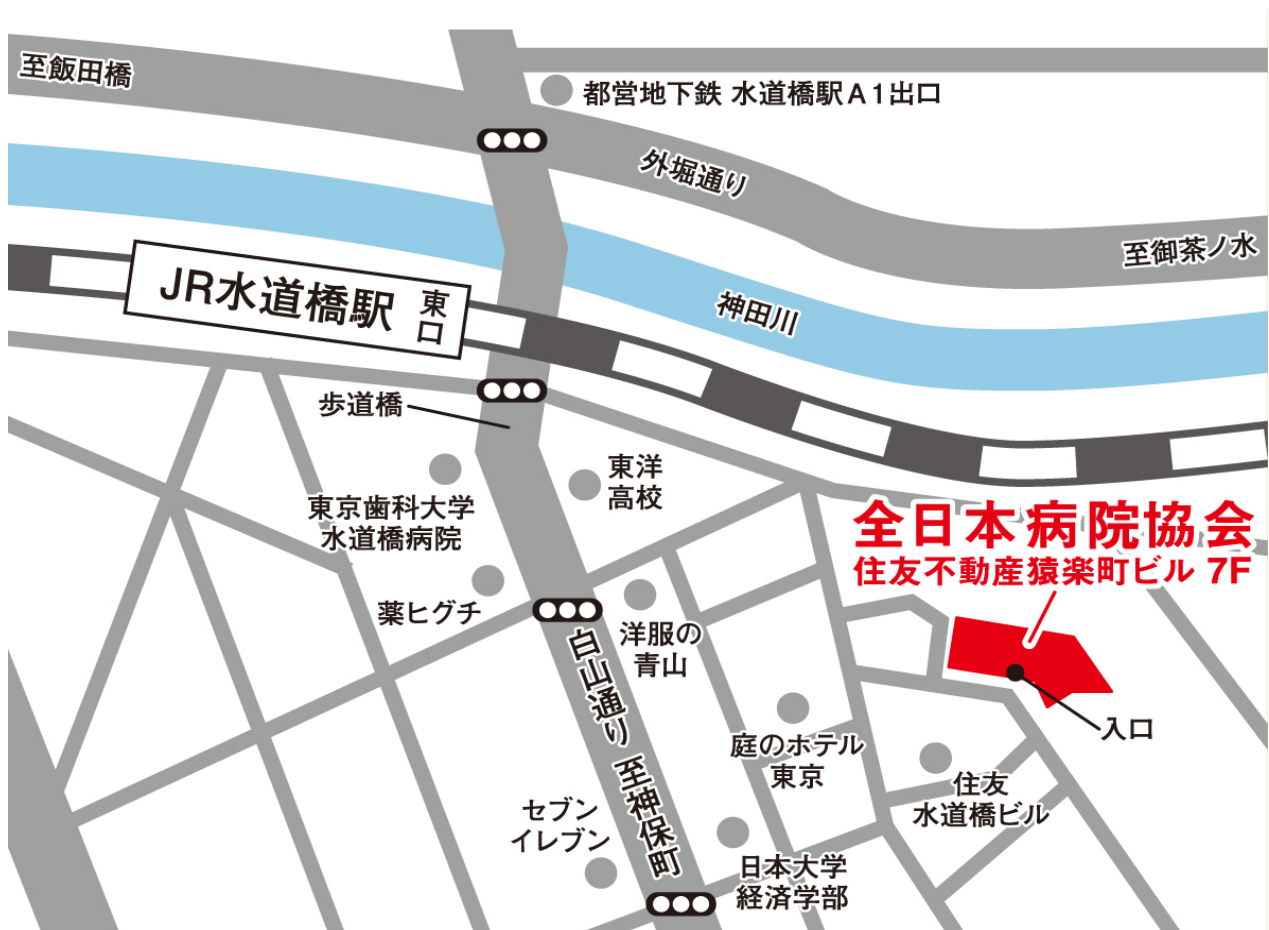 至飯田橋
都営地下鉄 水道橋駅A1出口
外堀通り
至御茶ノ水
JR水道橋駅 東口
神田川
歩道橋
東洋
高校
東京歯科大学
水道橋病院
全日本病院協会
住友不動産猿楽町ビル 7F
薬ヒグチ
洋服の
青山
白山通り 至神保町
入口
庭のホテル
東京
住友
水道橋ビル
セブン
イレブン
日本大学
経済学部